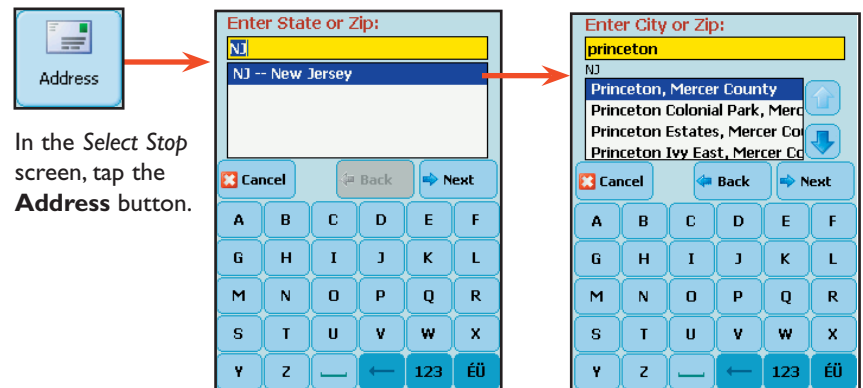 Address
In the Select Stop
screen, tap the
Address button.
Enter State or Zip:
NJ
NJ -- New Jersey
Cancel
Back
Next
A B C D E F
G H I J K L
M N O P Q R
S T U V W X
Y Z ← 123 ÉÜ
Enter City or Zip:
princeton
NJ
Princeton, Mercer County
Princeton Colonial Park, Merc
Princeton Estates, Mercer Cou
Princeton Ivy East, Mercer Co
Cancel
Back
Next
A B C D E F
G H I J K L
M N O P Q R
S T U V W X
Y Z ← 123 ÉÜ